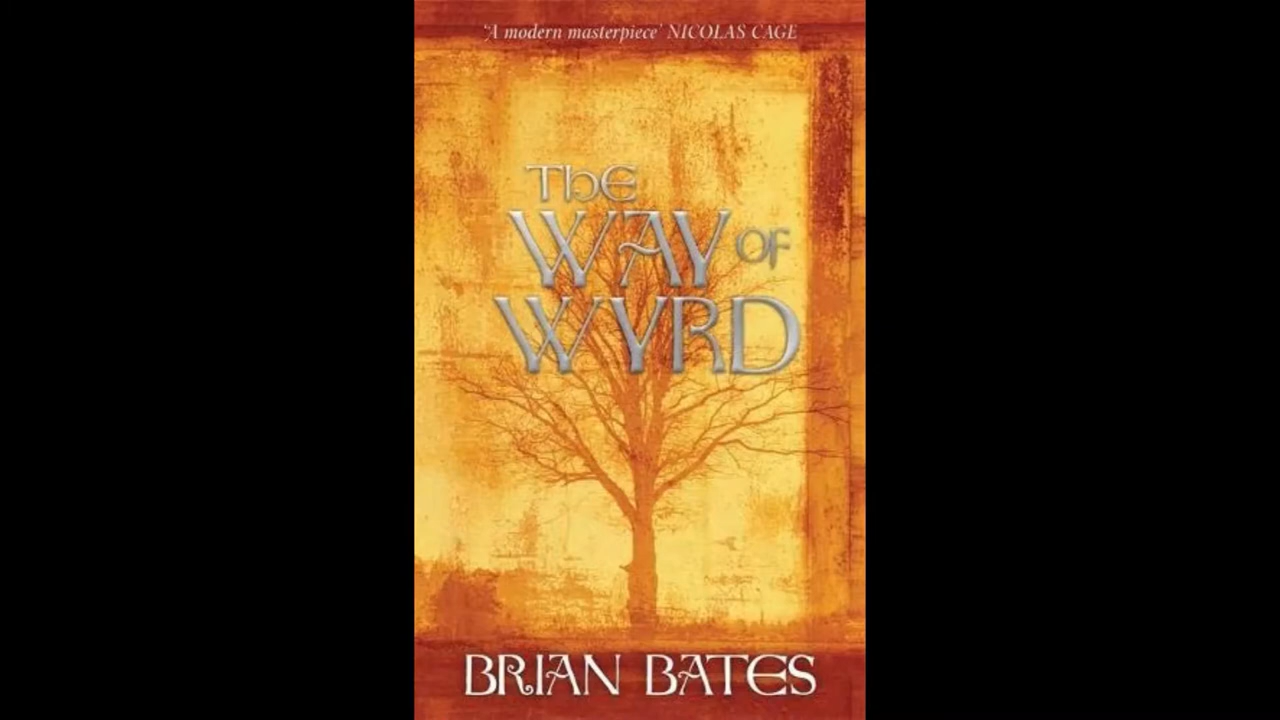 ‘A modern masterpiece’ NICOLAS CAGE
THE
WAY OF
WYRD
BRIAN BATES